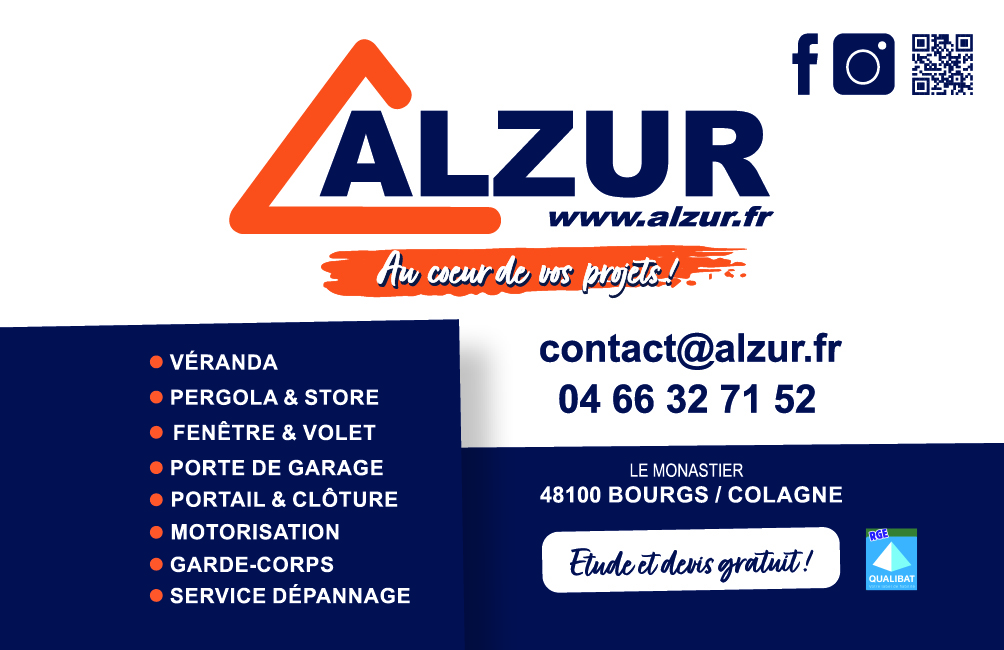 ALZUR
www.alzur.fr
Au coeur de vos projets !
VÉRANDA
PERGOLA & STORE
FENÊTRE & VOLET
PORTE DE GARAGE
PORTAIL & CLÔTURE
MOTORISATION
GARDE-CORPS
SERVICE DÉPANNAGE
contact@alzur.fr
04 66 32 71 52
LE MONASTIER
48100 BOURGS / COLAGNE
Etude et devis gratuit !
RGE
QUALIBAT